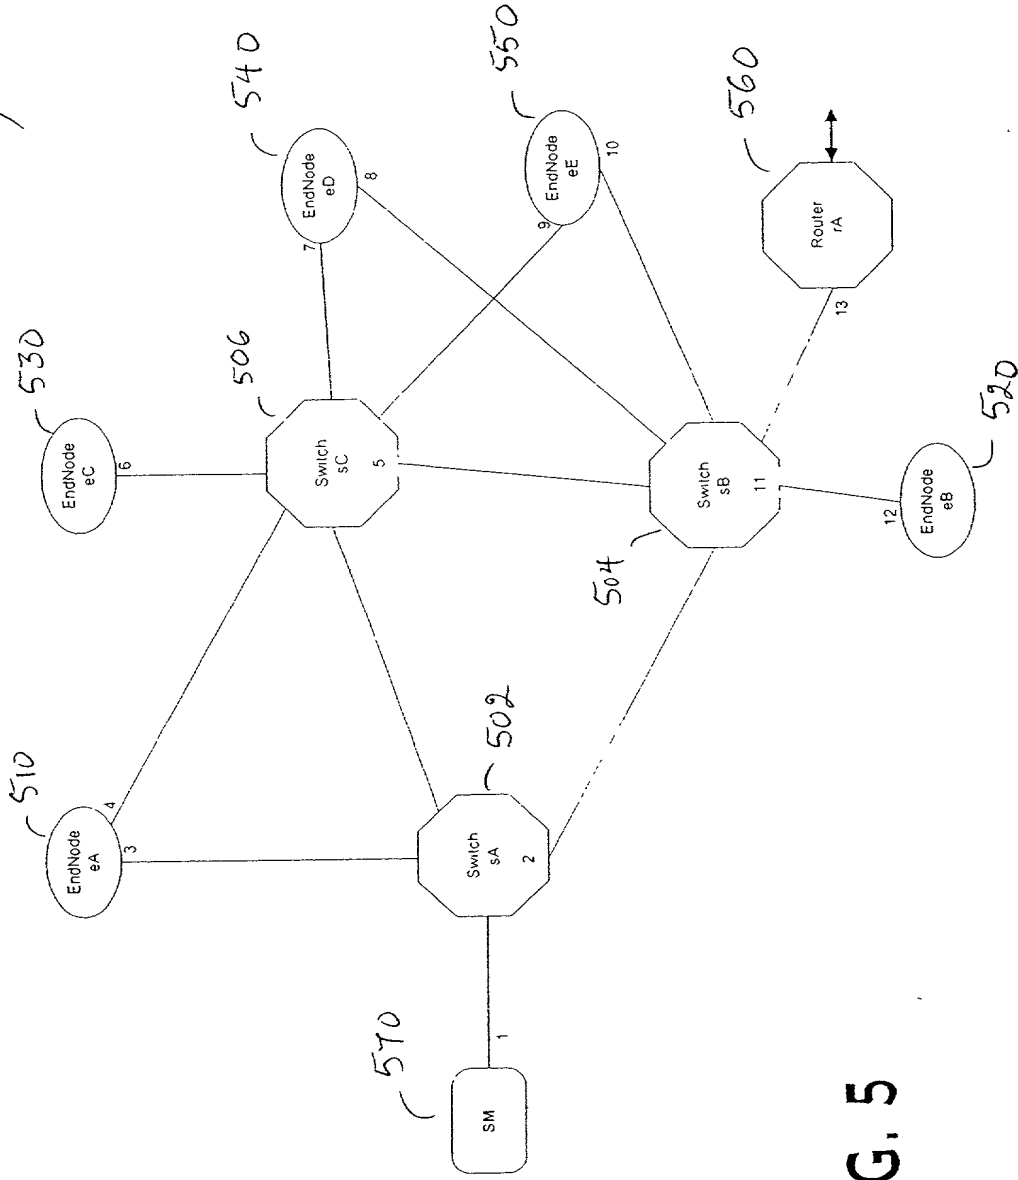 510
EndNode
eA
3
4
530
EndNode
eC
6
540
EndNode
eD
7
8
550
EndNode
eE
9
10
506
Switch
sC
5
570
SM
1
502
Switch
sA
2
504
Switch
sB
11
560
Router
rA
13
520
EndNode
eB
12
G. 5